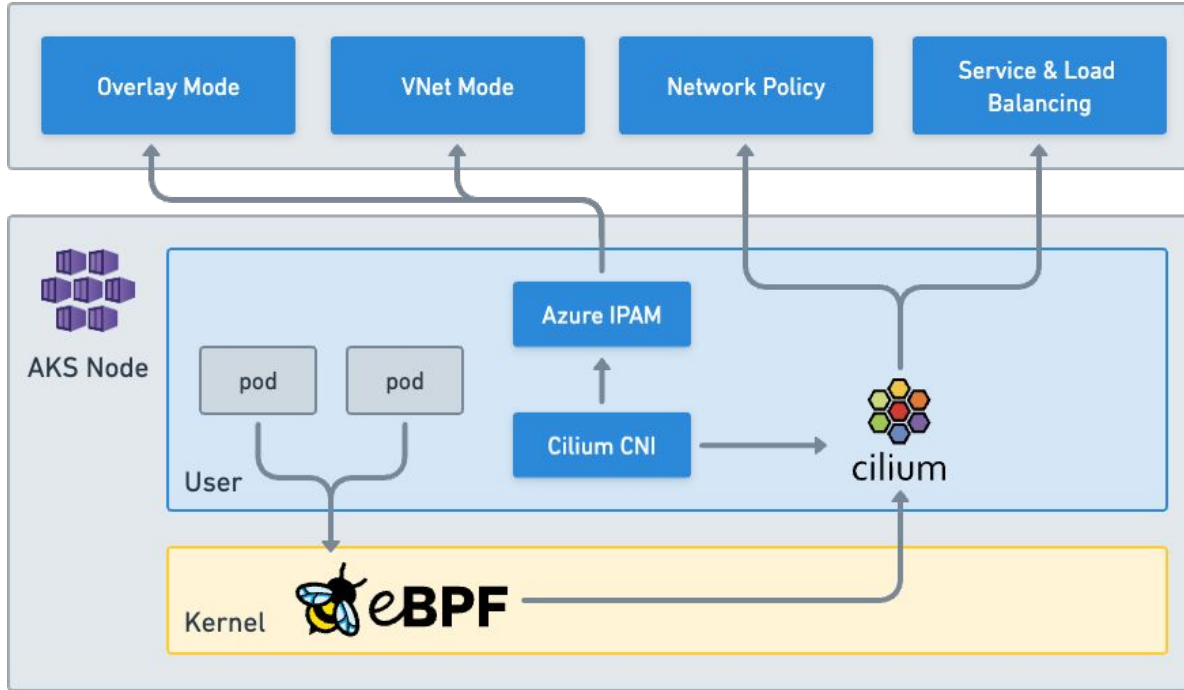 Overlay Mode
VNet Mode
Network Policy
Service & Load
Balancing
AKS Node
Azure IPAM
pod
pod
Cilium CNI
cilium
User
Kernel
eBPF